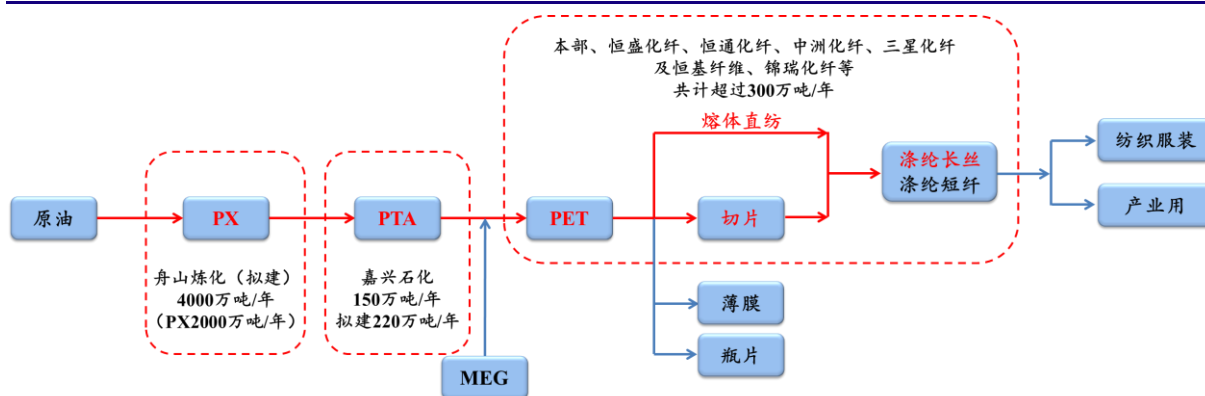 本部、恒盛化纤、恒通化纤、中洲化纤、三星化纤
及恒基纤维、锦瑞化纤等
共计超过300万吨/年
熔体直纺
涤纶长丝
涤纶短纤
纺织服装
产业用
原油
PX
PTA
PET
切片
舟山炼化（拟建）
4000万吨/年
（PX2000万吨/年）
嘉兴石化
150万吨/年
拟建220万吨/年
MEG
薄膜
瓶片